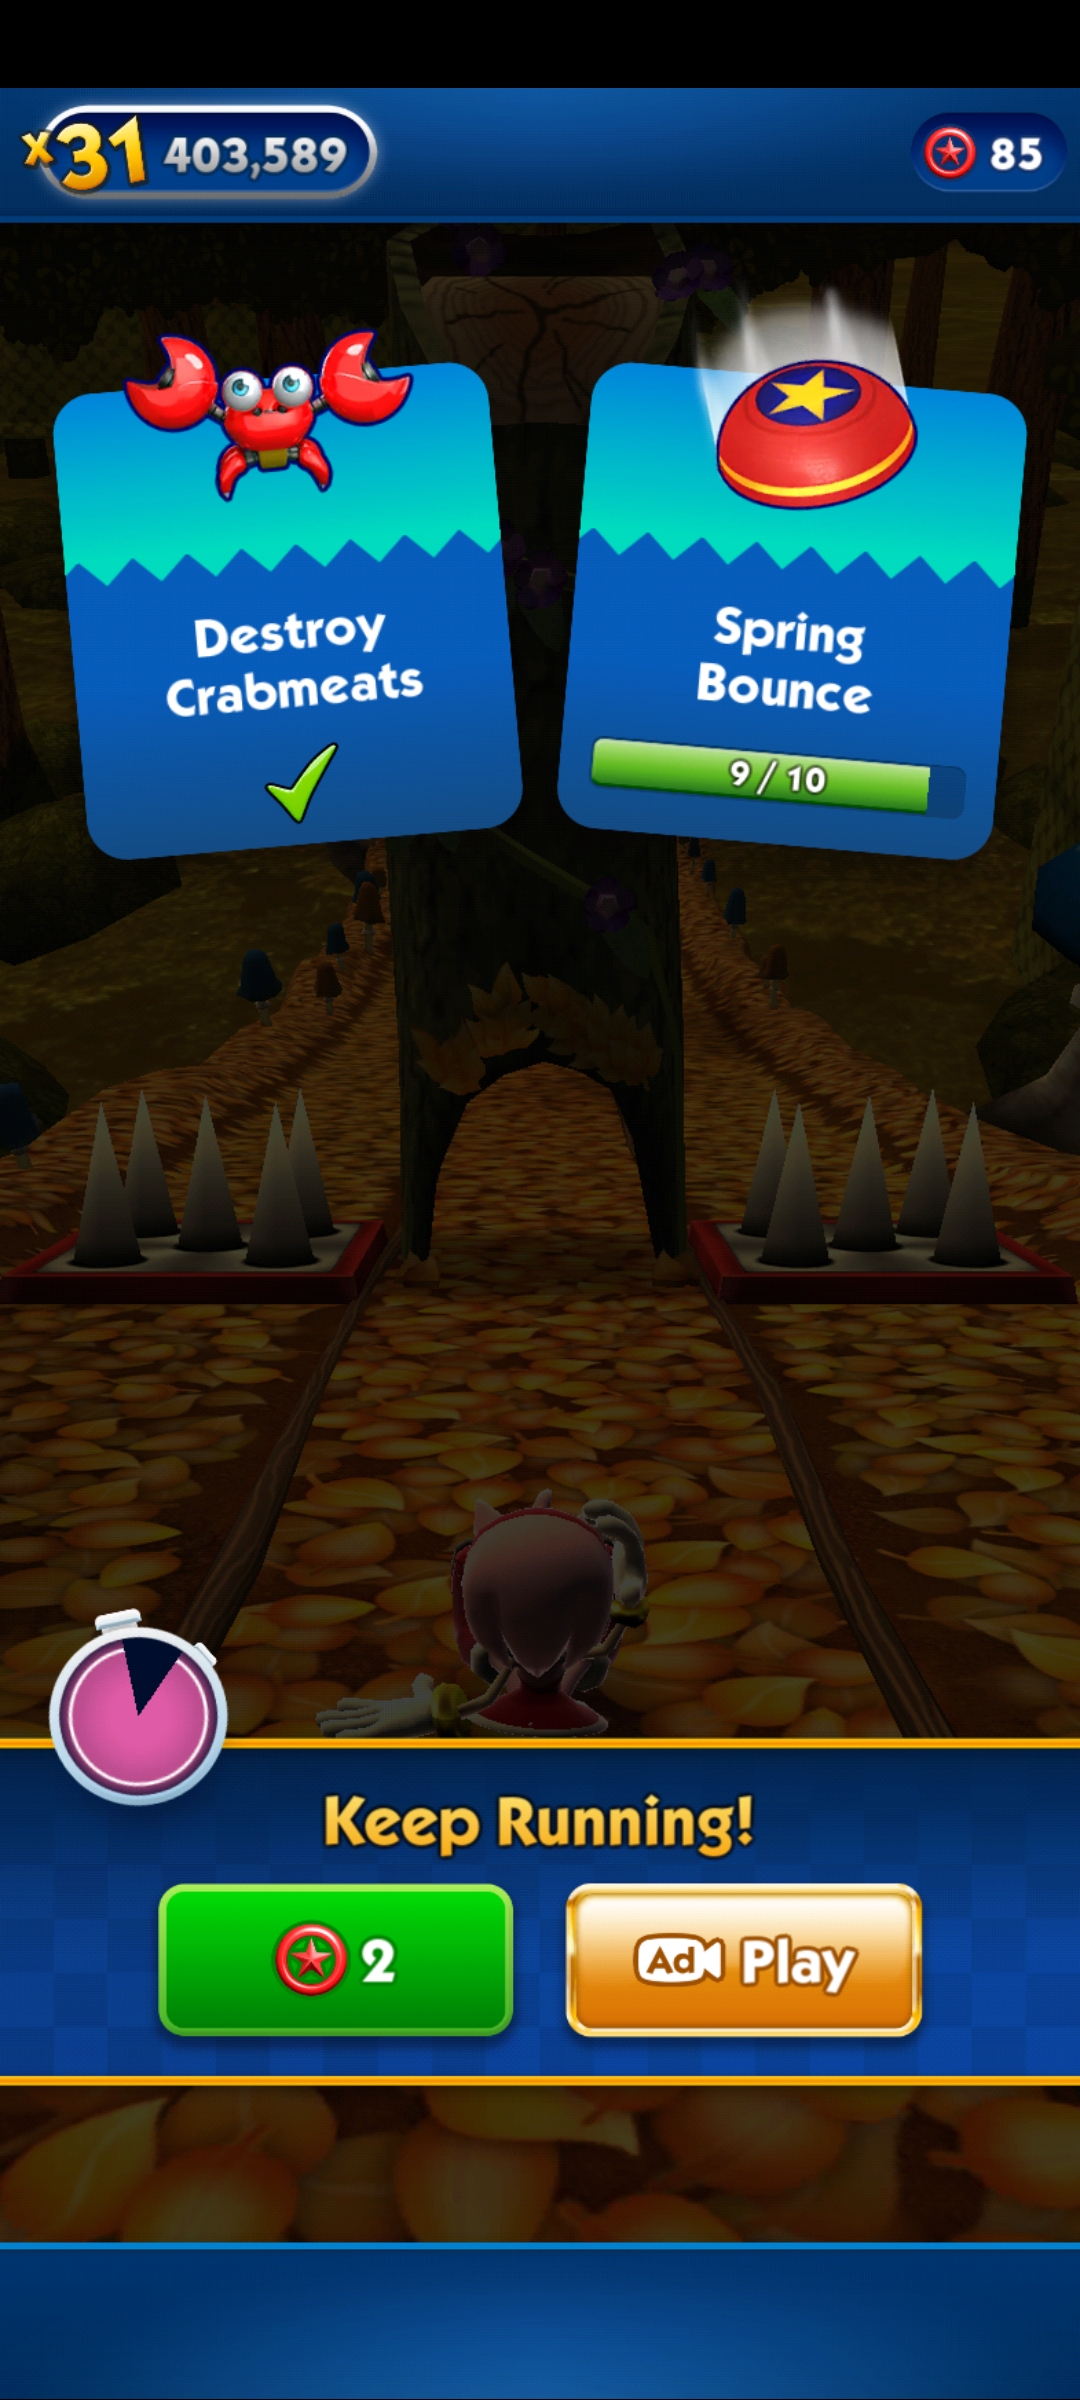 x31 403,589
85
Destroy
Crabmeats
Spring
Bounce
9 / 10
Keep Running!
2
Ad Play